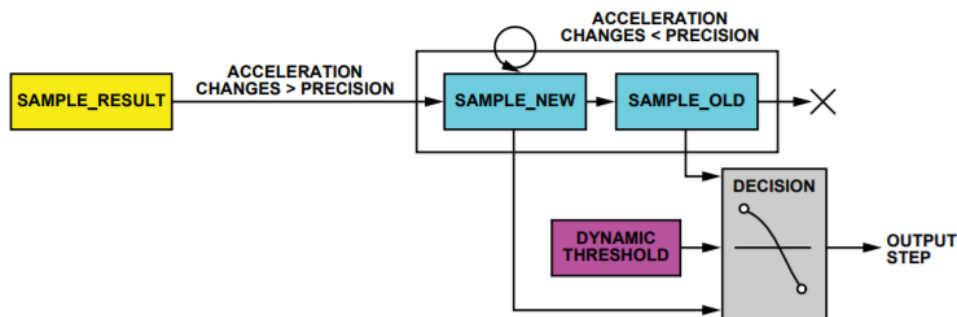 ACCELERATION
CHANGES < PRECISION
ACCELERATION
CHANGES > PRECISION
SAMPLE_RESULT
SAMPLE_NEW
SAMPLE_OLD
DECISION
DYNAMIC
THRESHOLD
OUTPUT
STEP